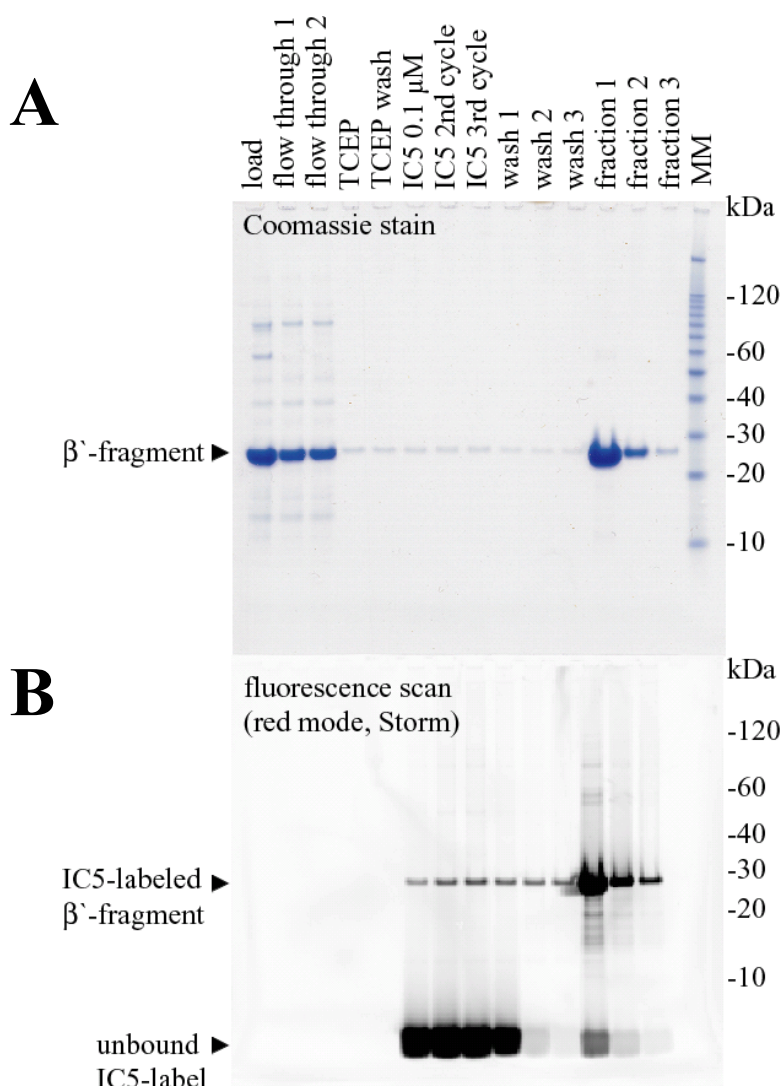 A
load
flow through 1
flow through 2
TCEP
TCEP wash
IC5 0.1 µM
IC5 2nd cycle
IC5 3rd cycle
wash 1
wash 2
wash 3
fraction 1
fraction 2
fraction 3
MM
kDa
Coomassie stain
-120
-60
-40
-30
β`-fragment
-20
-10
B
kDa
fluorescence scan
(red mode, Storm)
-120
-60
-40
-30
IC5-labeled
β`-fragment
-20
-10
unbound
IC5-label